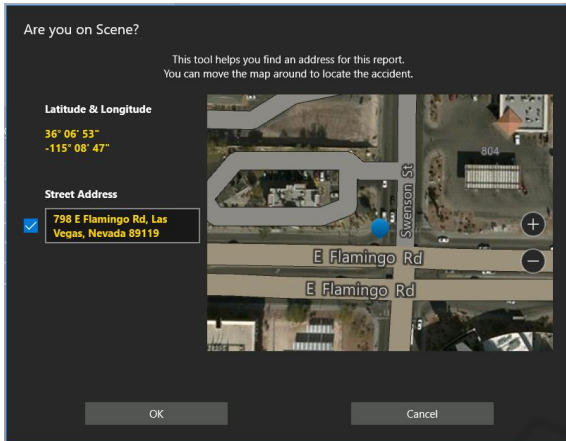 Are you on Scene?
This tool helps you find an address for this report.
You can move the map around to locate the accident.
Latitude & Longitude
36° 06' 53"
-115° 08' 47"
Street Address
798 E Flamingo Rd, Las
Vegas, Nevada 89119
804
Swenson St
E Flamingo Rd
E Flamingo Rd
OK
Cancel